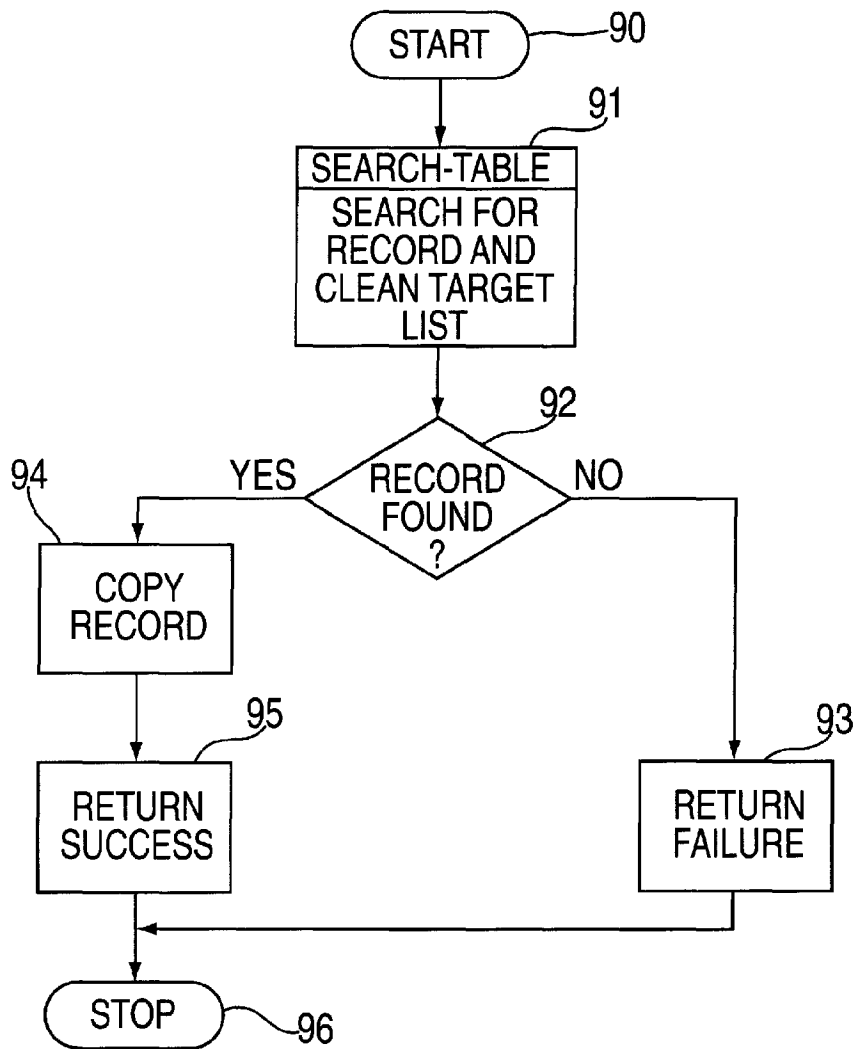 START
90
91
SEARCH-TABLE
SEARCH FOR
RECORD AND
CLEAN TARGET
LIST
92
YES
RECORD
FOUND
?
NO
94
COPY
RECORD
95
RETURN
SUCCESS
93
RETURN
FAILURE
STOP
96